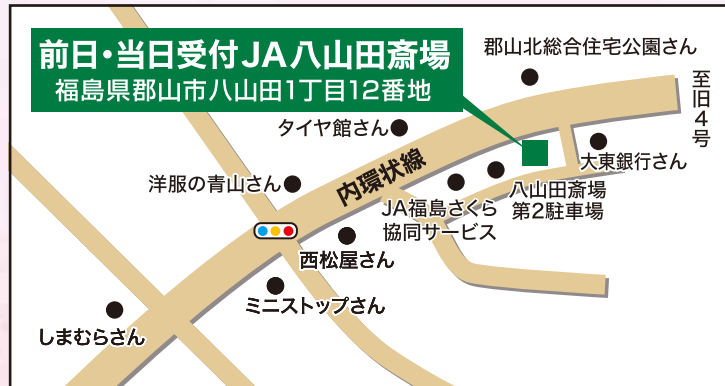 前日・当日受付JA八山田斎場
福島県郡山市八山田1丁目12番地
郡山北総合住宅公園さん
至旧4号
タイヤ館さん
内環状線
大東銀行さん
洋服の青山さん
八山田斎場
第2駐車場
JA福島さくら
協同サービス
西松屋さん
ミニストップさん
しまむらさん